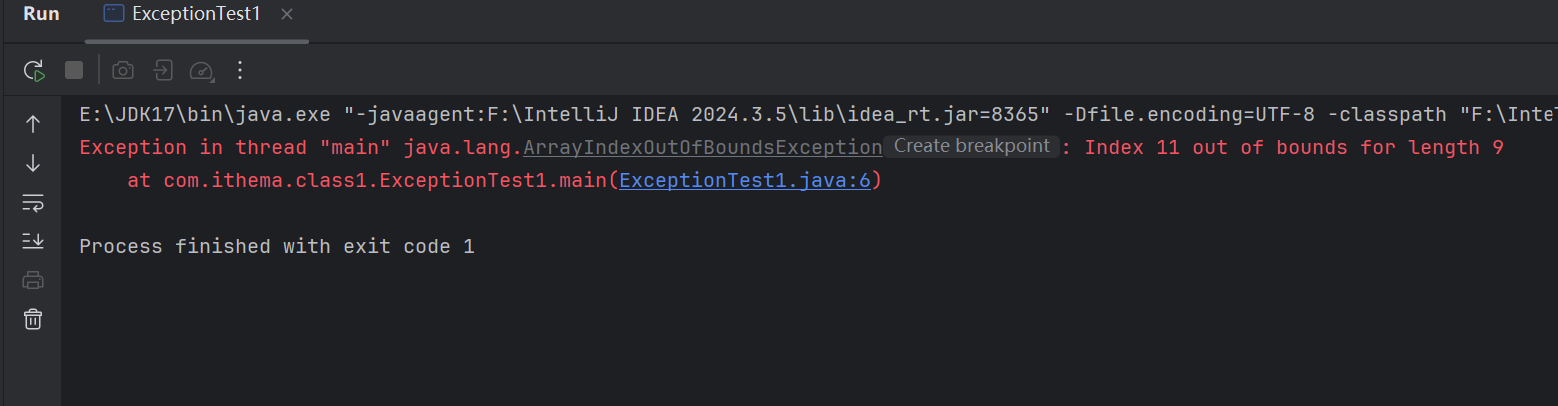 Run ExceptionTest1
E:\JDK17\bin\java.exe "-javaagent:F:\IntelliJ IDEA 2024.3.5\lib\idea_rt.jar=8365" -Dfile.encoding=UTF-8 -classpath "F:\Inte
Exception in thread "main" java.lang.ArrayIndexOutOfBoundsException Create breakpoint : Index 11 out of bounds for length 9
at com.ithema.class1.ExceptionTest1.main(ExceptionTest1.java:6)
Process finished with exit code 1